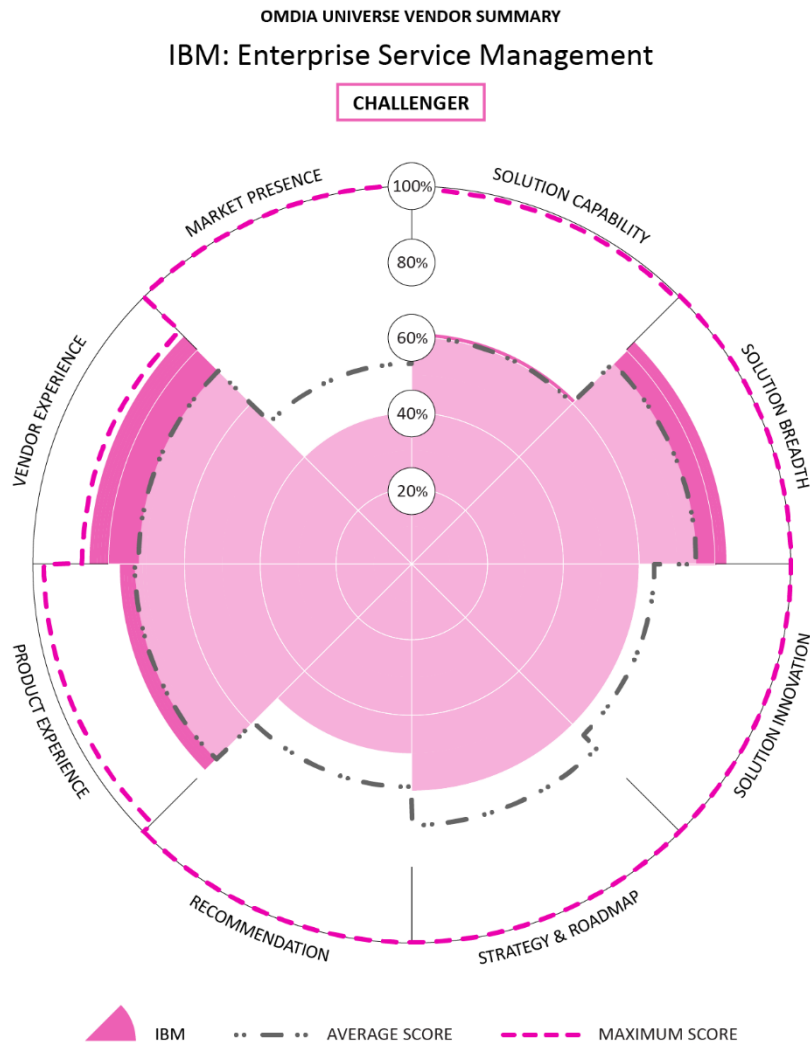 OMDIA UNIVERSE VENDOR SUMMARY
IBM: Enterprise Service Management
CHALLENGER
MARKET PRESENCE
100%
SOLUTION CAPABILITY
80%
60%
VENDOR EXPERIENCE
SOLUTION BREADTH
40%
20%
PRODUCT EXPERIENCE
SOLUTION INNOVATION
RECOMMENDATION
STRATEGY & ROADMAP
IBM
AVERAGE SCORE
MAXIMUM SCORE